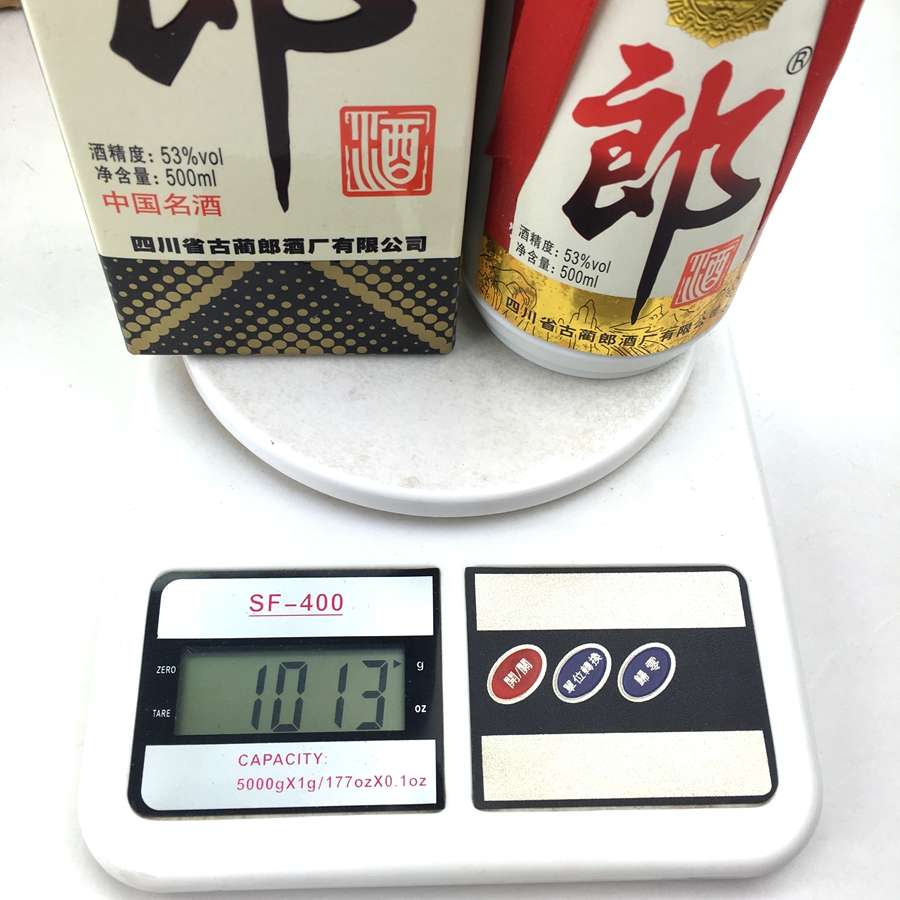 郎
酒
酒精度: 53%vol
净含量: 500ml
中国名酒
四川省古蔺郎酒厂有限公司
郎
®
酒精度: 53%vol
净含量: 500ml
酒
四川省古蔺郎酒厂有限公
SF-400
ZERO
TARE
1013
g
oz
CAPACITY:
5000gX1g/177ozX0.1oz
開/關
單位轉換
歸零